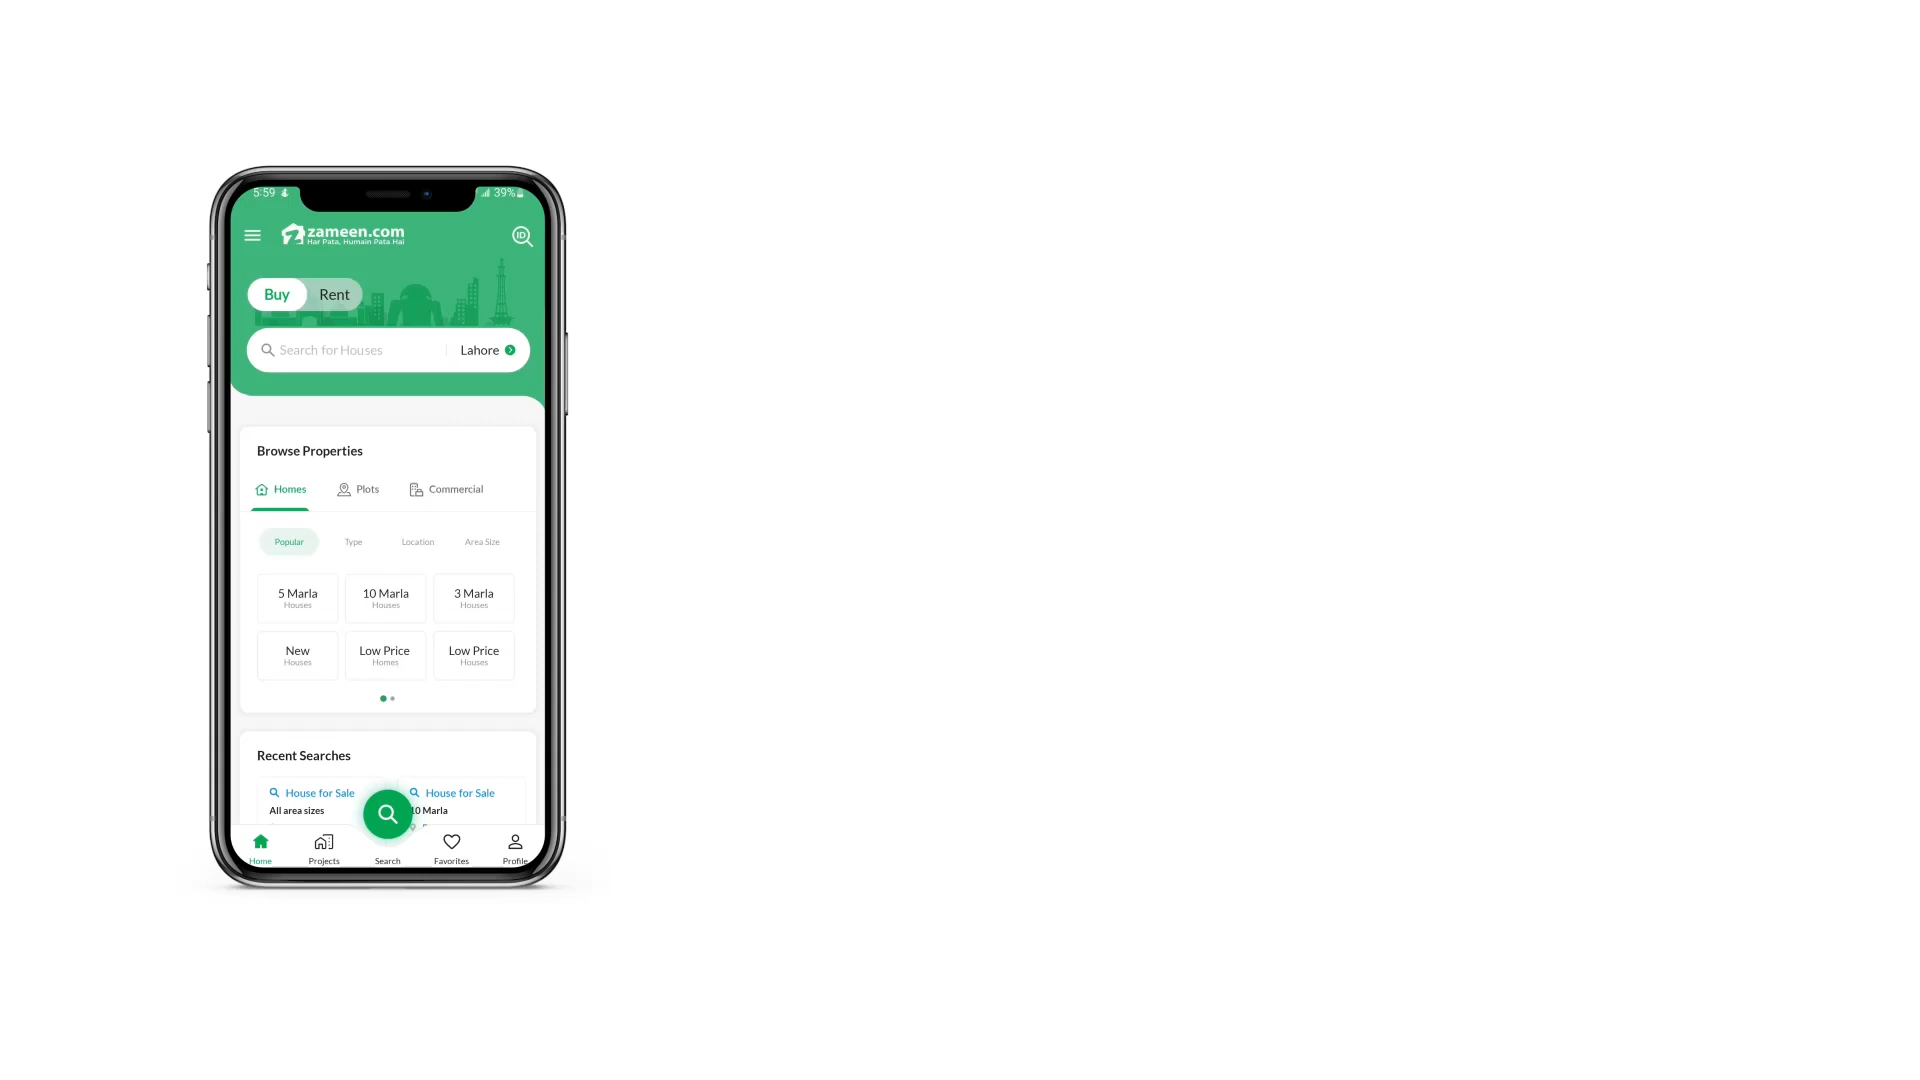 5:59
39%
zameen.com
Har Pata, Humain Pata Hai
ID
Buy Rent
Search for Houses Lahore
Browse Properties
Homes Plots Commercial
Popular Type Location Area Size
5 Marla 10 Marla 3 Marla
Houses Houses Houses
New Low Price Low Price
Houses Homes Houses
Recent Searches
House for Sale House for Sale
All area sizes 10 Marla
Home Projects Search Favorites Profile